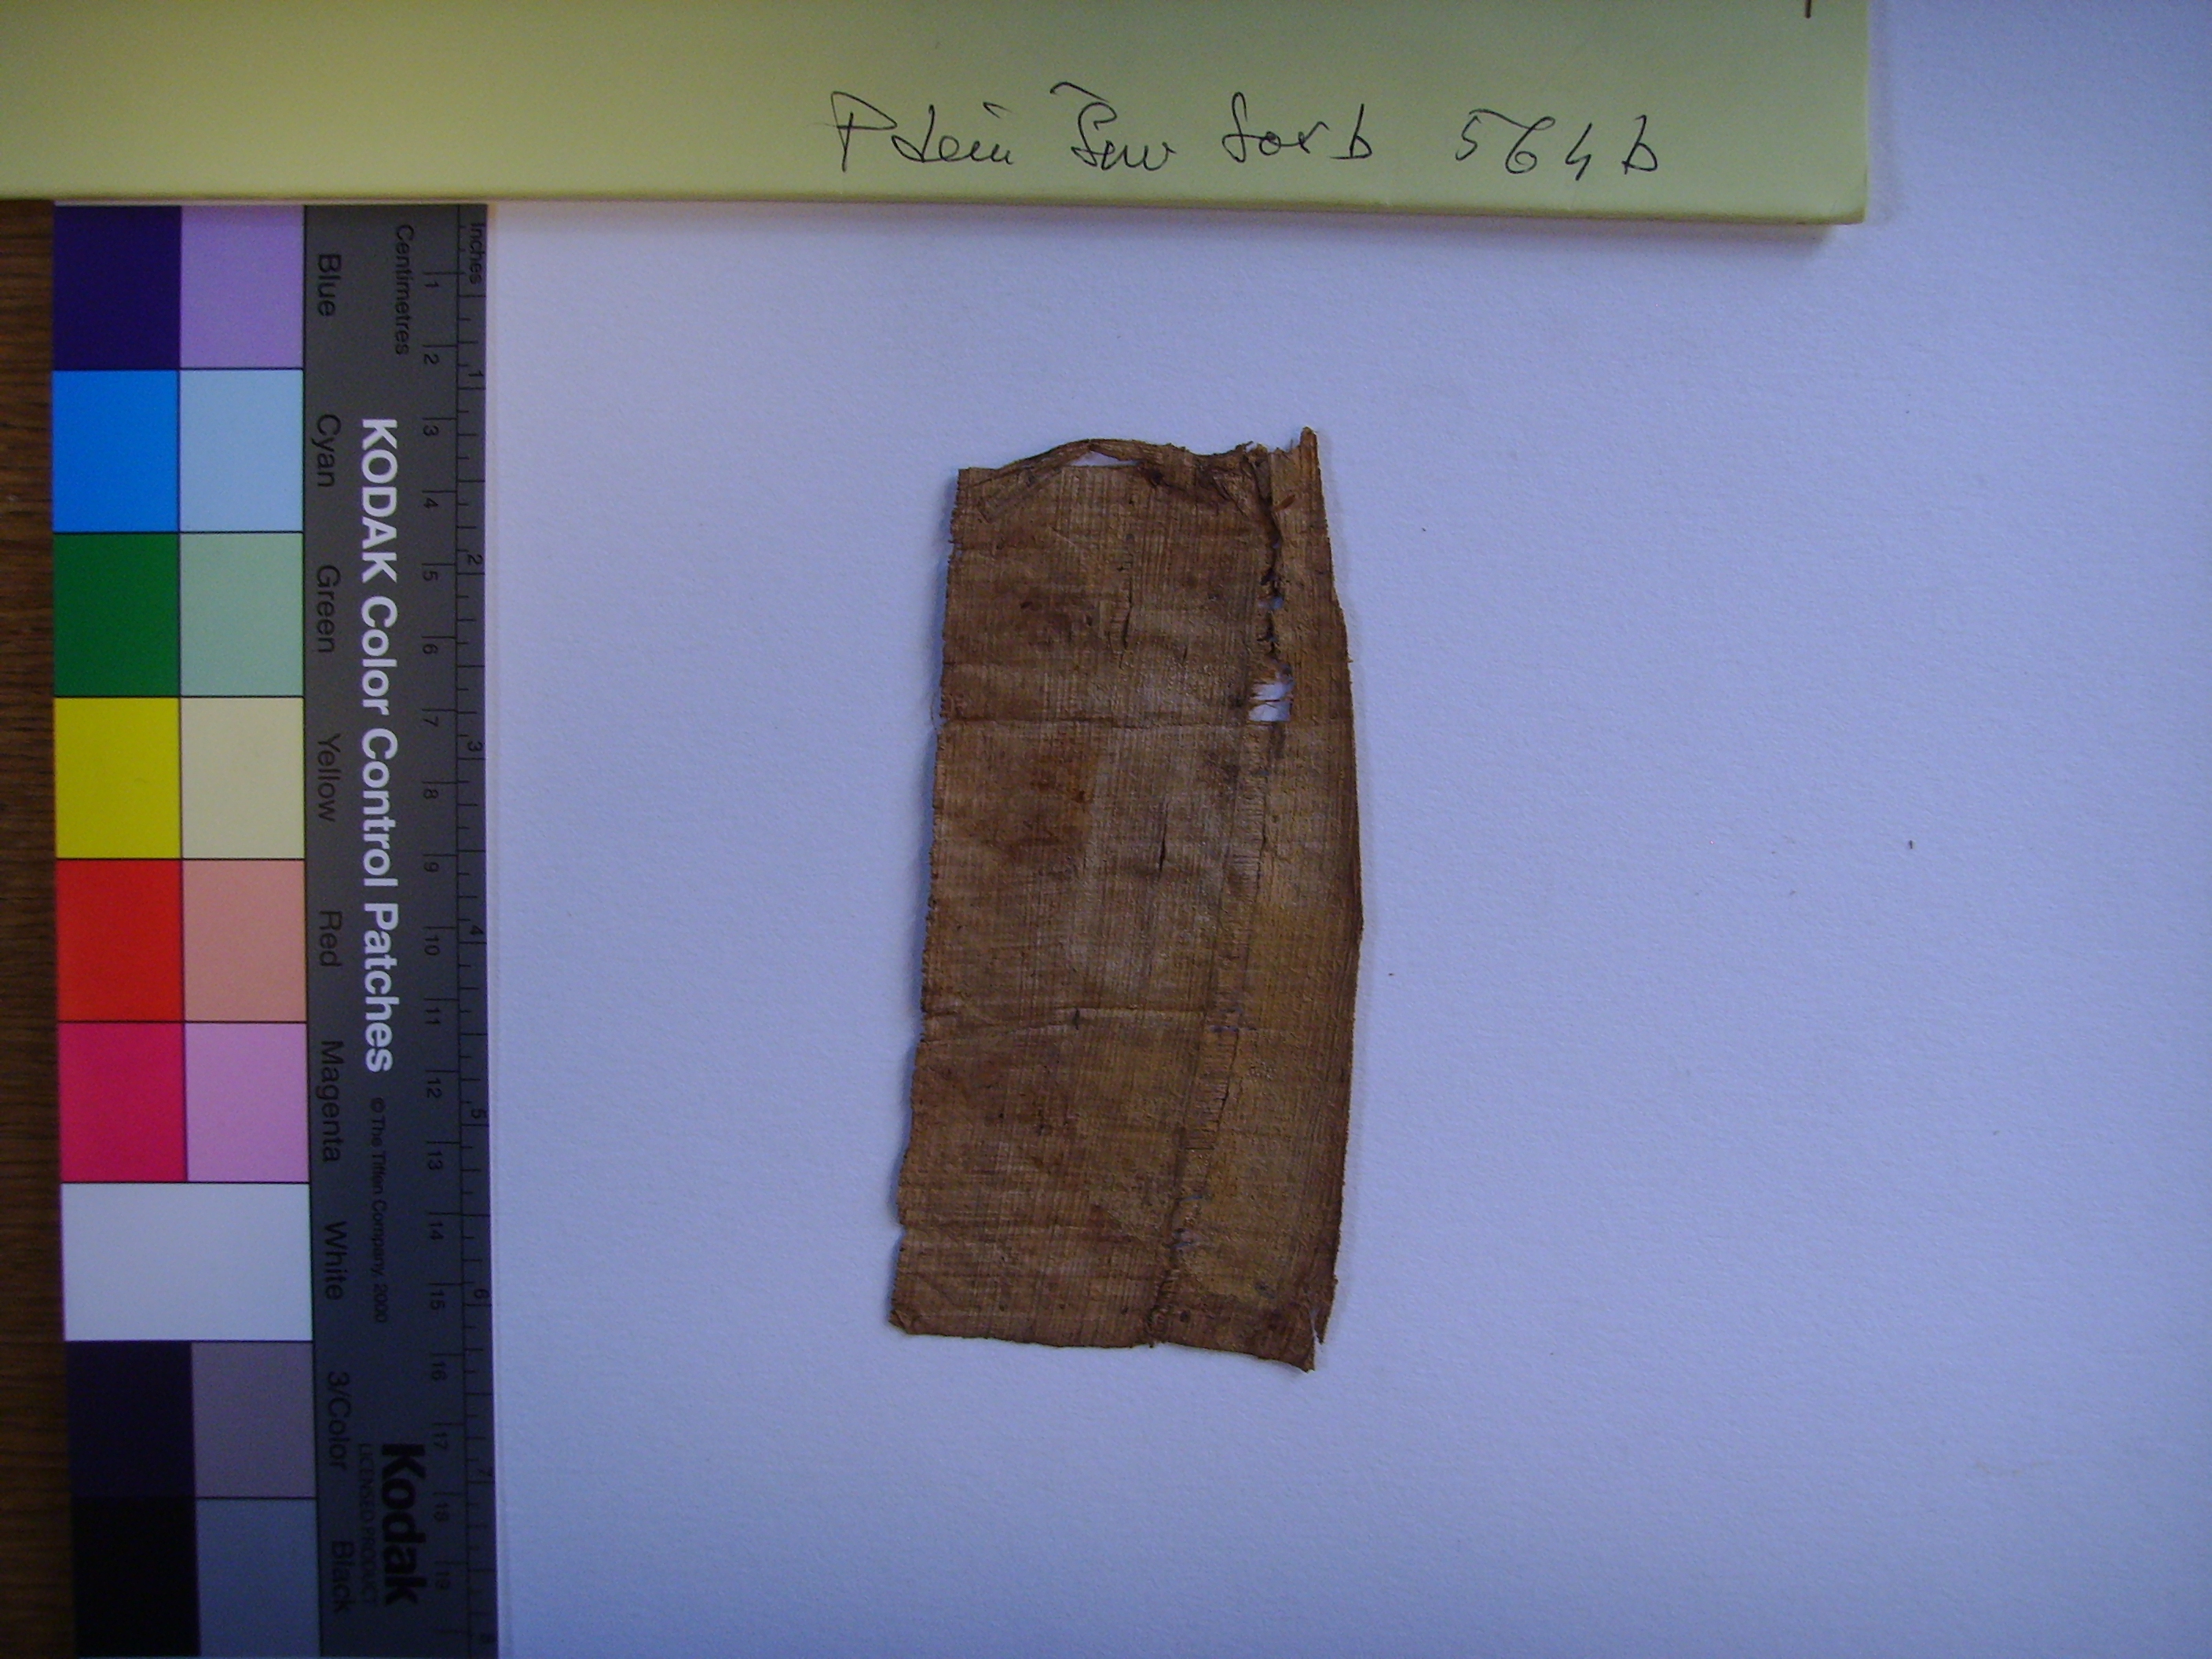 P dem Inv Sorb 564b
Inches
Centimetres
1 2 3 4 5 6 7 8 9 10 11 12 13 14 15 16 17 18 19
1 2 3 4 5 6 7 8
Blue Cyan Green Yellow Red Magenta White 3/Color Black
KODAK Color Control Patches
© The Tiffen Company, 2000
Kodak
LICENSED PRODUCT